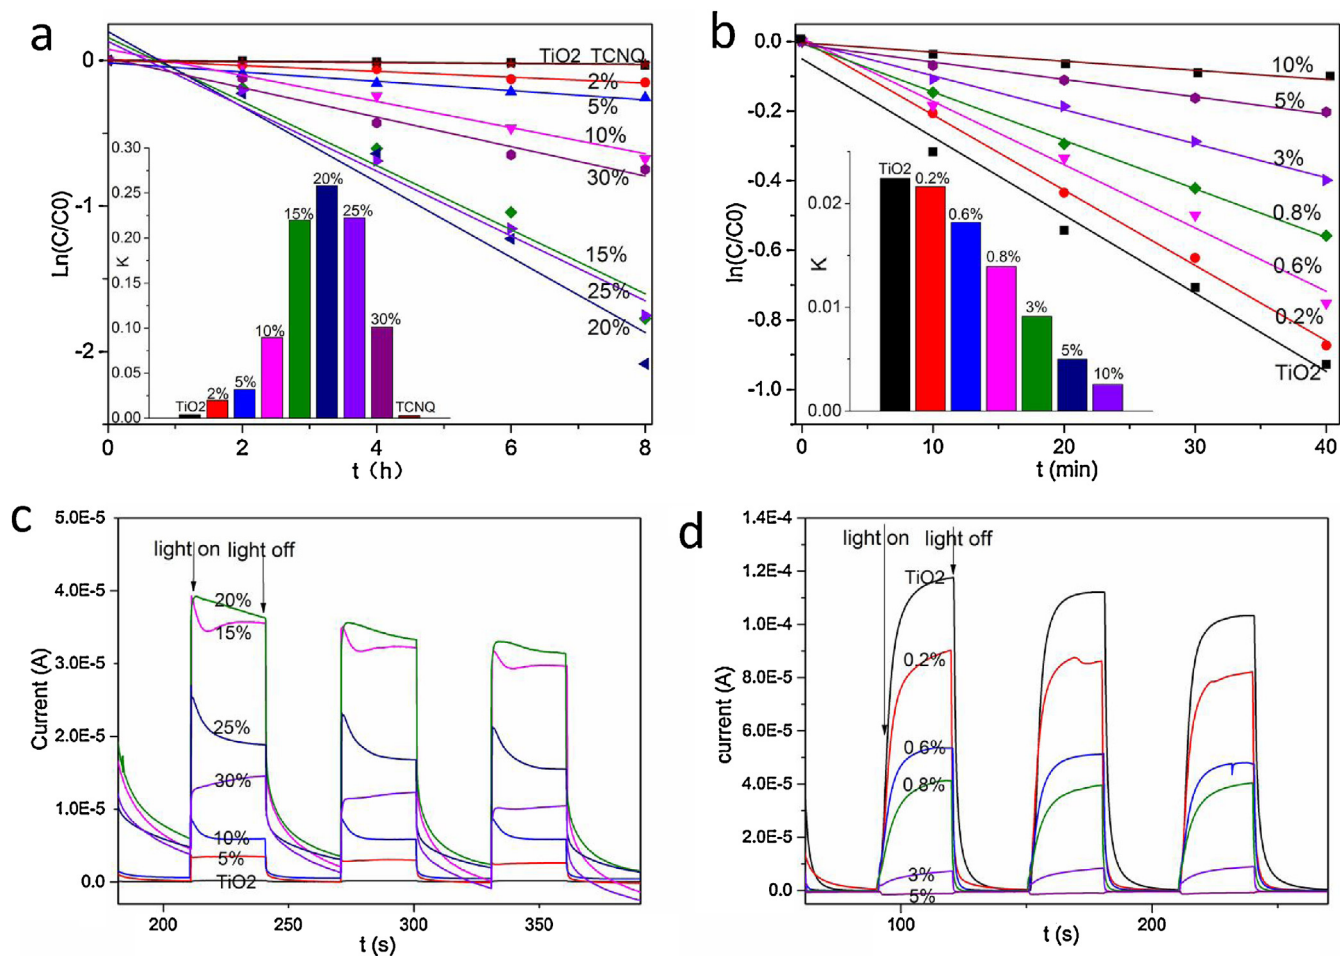 a
Ln(C/C0)
0
-1
-2
TiO2 TCNQ
2%
5%
10%
30%
15%
25%
20%
K
0.30
0.25
0.20
0.15
0.10
0.05
0.00
TiO2
2%
5%
10%
15%
20%
25%
30%
TCNQ
0 2 4 6 8
t (h)
b
ln(C/C0)
0.0
-0.2
-0.4
-0.6
-0.8
-1.0
10%
5%
3%
0.8%
0.6%
0.2%
TiO2
K
0.02
0.01
0.00
TiO2
0.2%
0.6%
0.8%
3%
5%
10%
0 10 20 30 40
t (min)
c
Current (A)
5.0E-5
4.0E-5
3.0E-5
2.0E-5
1.0E-5
0.0
light on
light off
20%
15%
25%
30%
10%
5%
TiO2
200 250 300 350
t (s)
d
current (A)
1.4E-4
1.2E-4
1.0E-4
8.0E-5
6.0E-5
4.0E-5
2.0E-5
0.0
light on
light off
TiO2
0.2%
0.6%
0.8%
3%
5%
100 200
t (s)